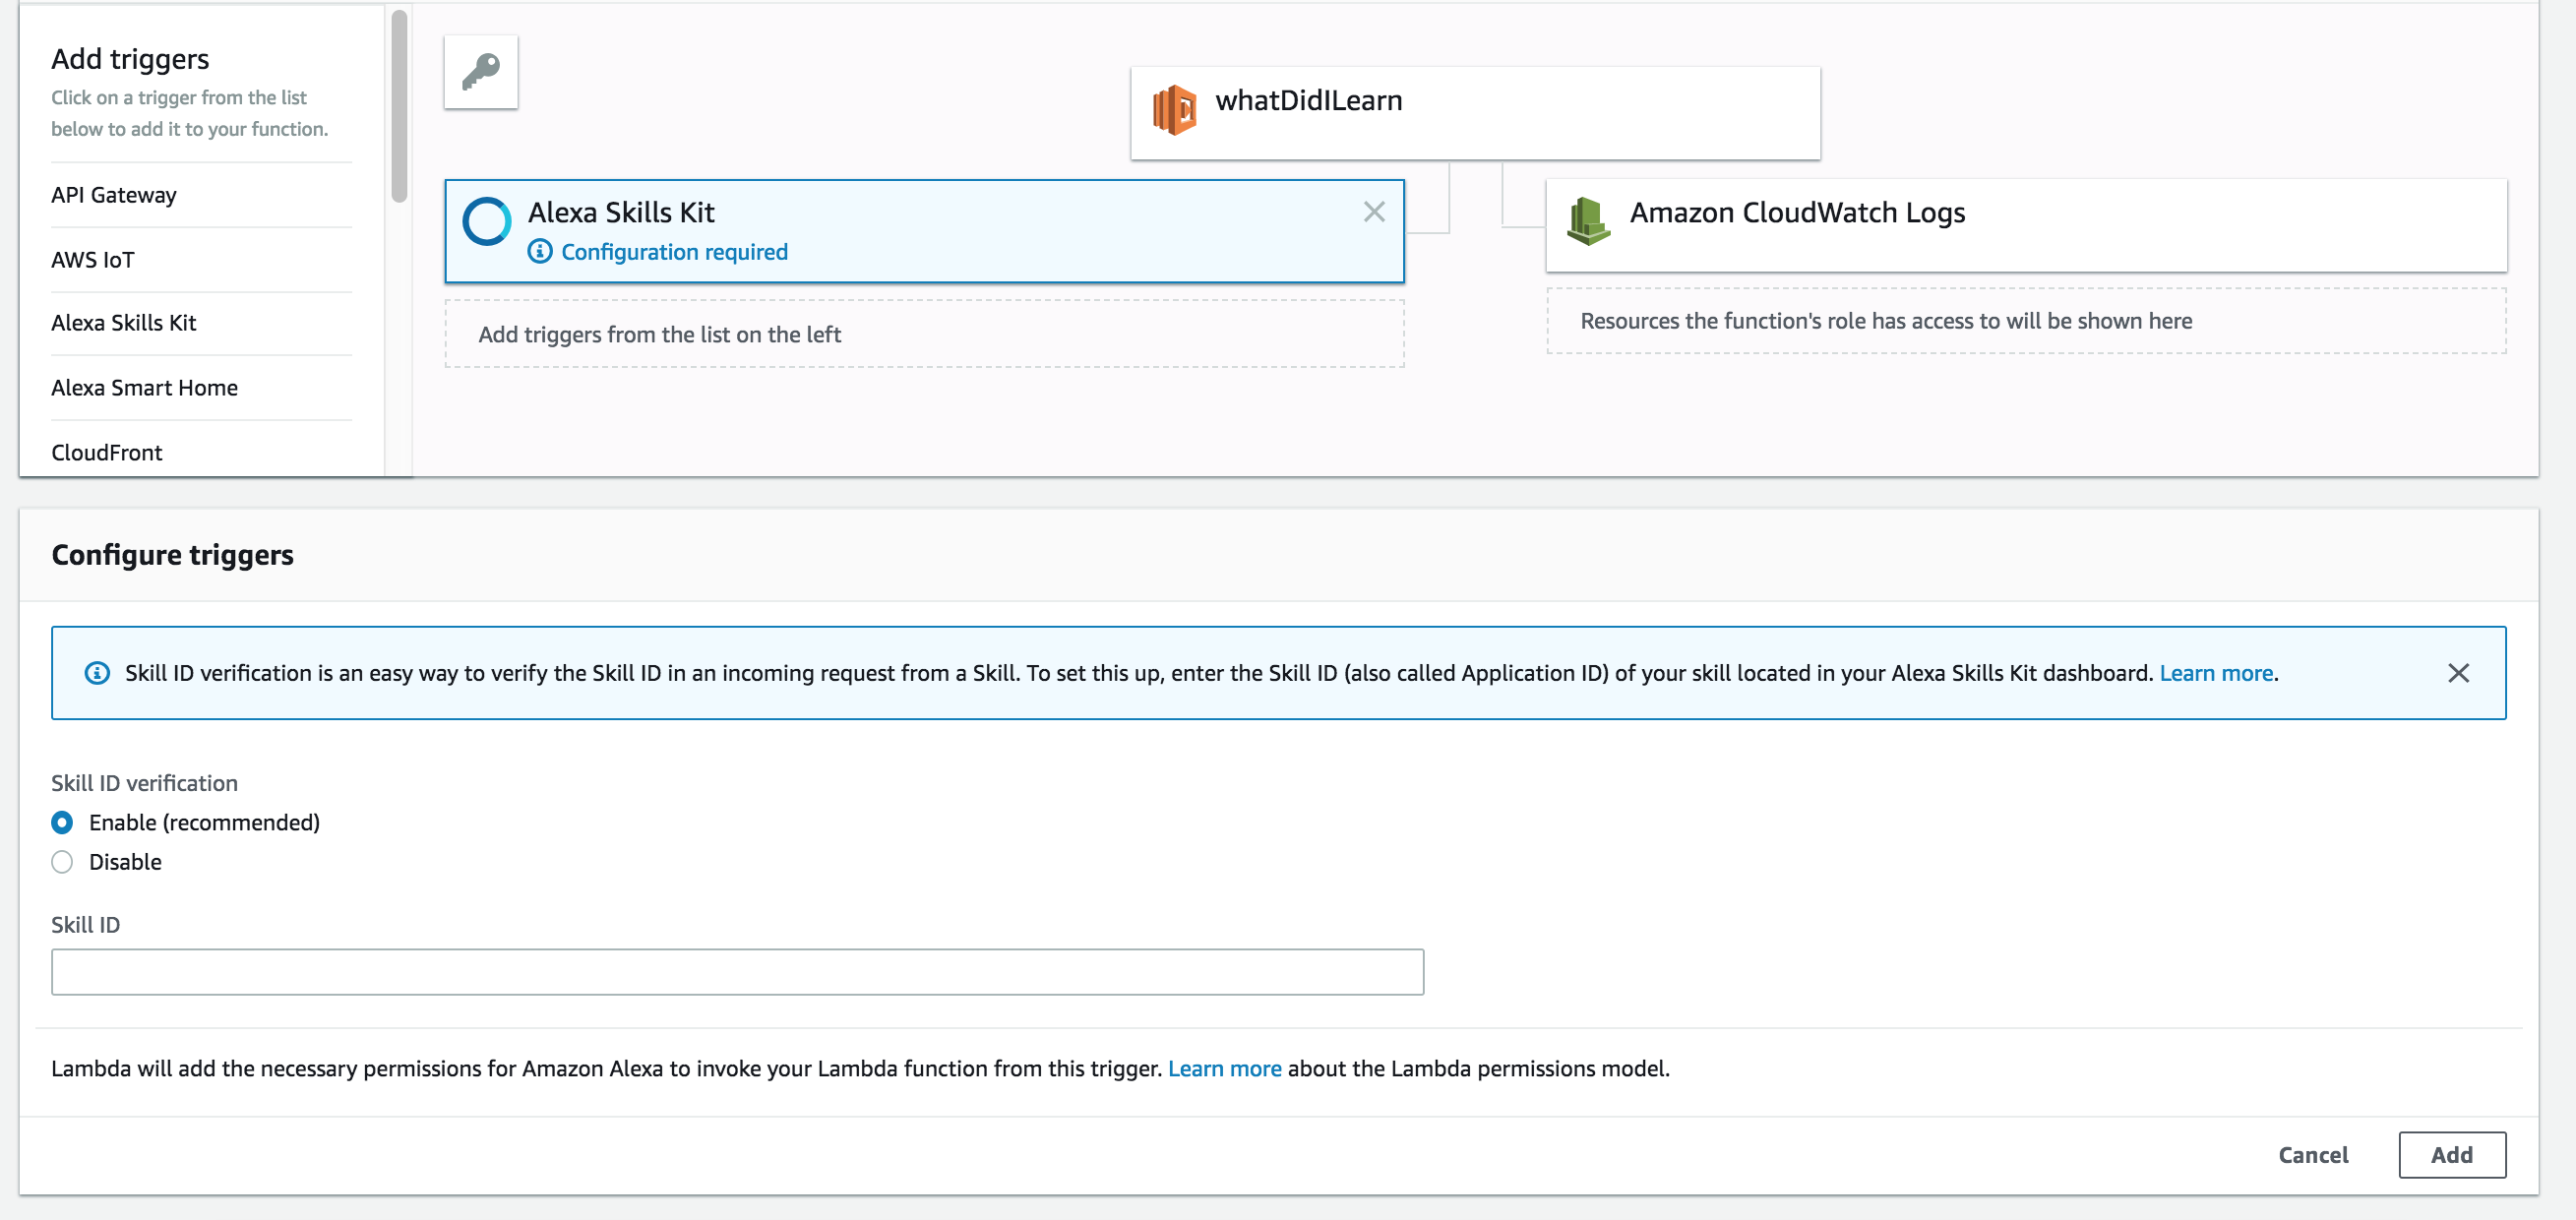 Add triggers
Click on a trigger from the list
below to add it to your function.
API Gateway
AWS IoT
Alexa Skills Kit
Alexa Smart Home
CloudFront
whatDidILearn
Alexa Skills Kit
Configuration required
Add triggers from the list on the left
Amazon CloudWatch Logs
Resources the function's role has access to will be shown here
Configure triggers
Skill ID verification is an easy way to verify the Skill ID in an incoming request from a Skill. To set this up, enter the Skill ID (also called Application ID) of your skill located in your Alexa Skills Kit dashboard. Learn more.
Skill ID verification
Enable (recommended)
Disable
Skill ID
Lambda will add the necessary permissions for Amazon Alexa to invoke your Lambda function from this trigger. Learn more about the Lambda permissions model.
Cancel
Add